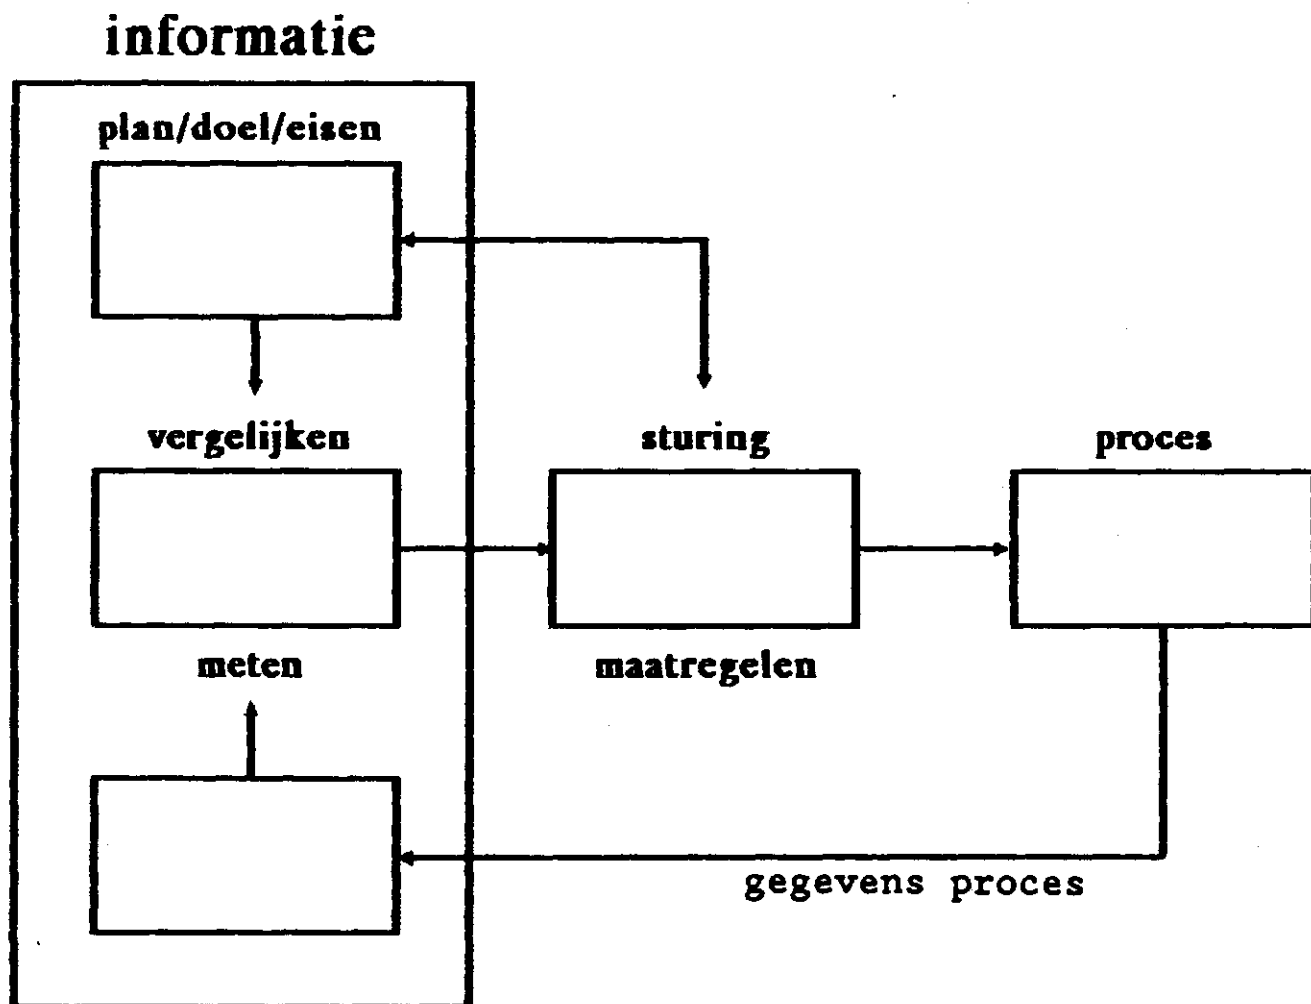 informatie
plan/doel/eisen
vergelijken
sturing
proces
meten
maatregelen
gegevens proces